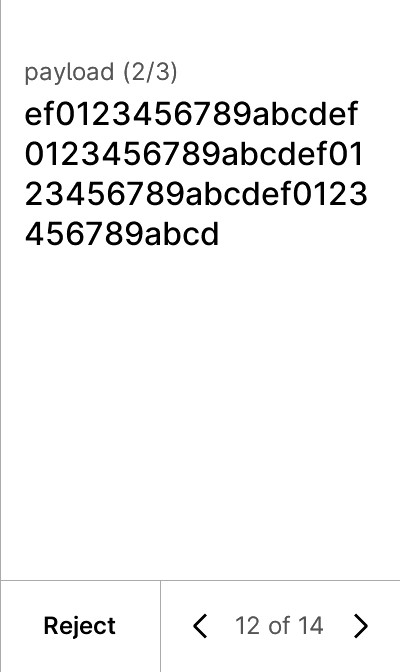 payload (2/3)
ef0123456789abcdef
0123456789abcdef01
23456789abcdef0123
456789abcd
Reject
12 of 14